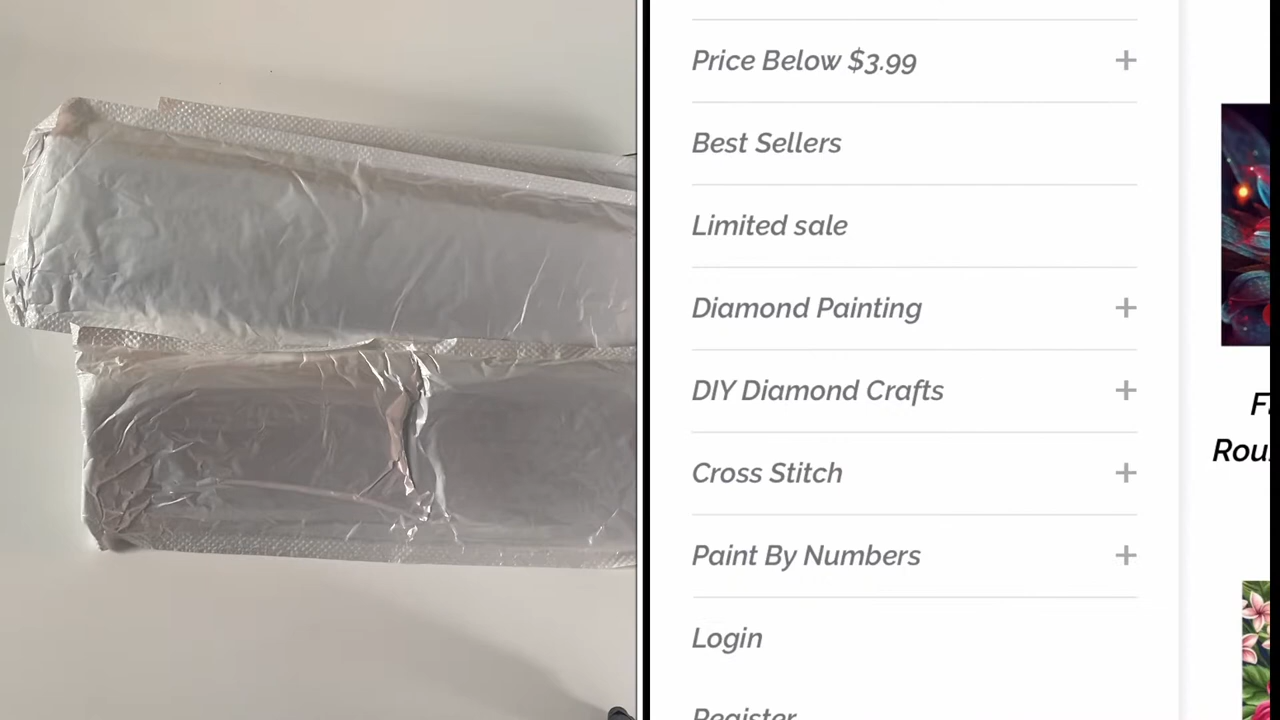 Price Below $3.99
Best Sellers
Limited sale
Diamond Painting
DIY Diamond Crafts
Cross Stitch
Paint By Numbers
Login
Register